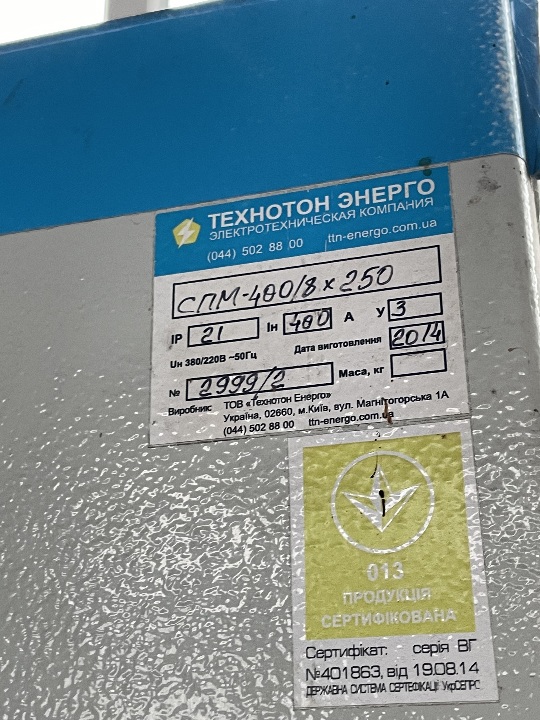 ТЕХНОТОН ЭНЕРГО
ЭЛЕКТРОТЕХНИЧЕСКАЯ КОМПАНИЯ
(044) 502 88 00 ttn-energo.com.ua
СПМ-400/8 х 250
IP 21 Ін 400 А У 3
Uн 380/220В ~50Гц Дата виготовлення 2014
№ 2999/2 Маса, кг
Виробник: ТОВ «Технотон Енерго»
Україна, 02660, м.Київ, вул. Магнітогорська 1А
(044) 502 88 00 ttn-energo.com.ua
013
ПРОДУКЦІЯ
СЕРТИФІКОВАНА
Сертифікат: серія ВГ
№401863, від 19.08.14
ДЕРЖАВНА СИСТЕМА СЕРТЕФІКАЦІЇ УкрСЕПРО